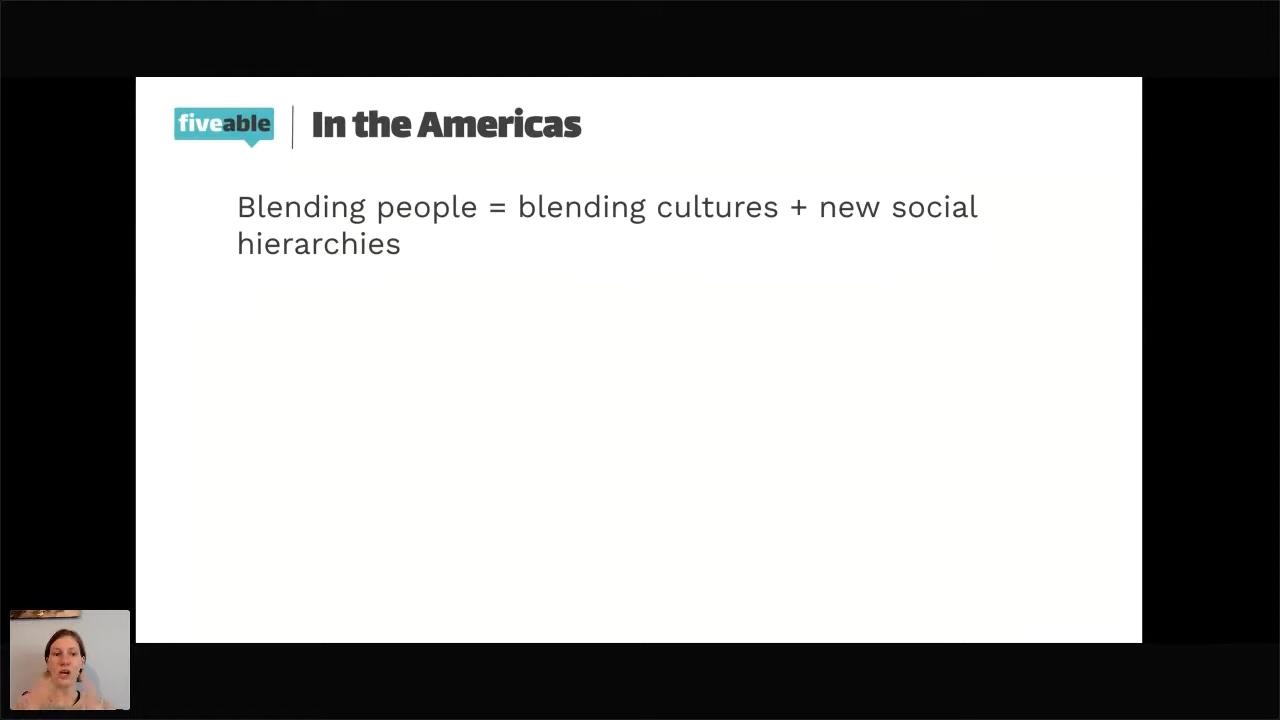 fiveable
In the Americas
Blending people = blending cultures + new social
hierarchies